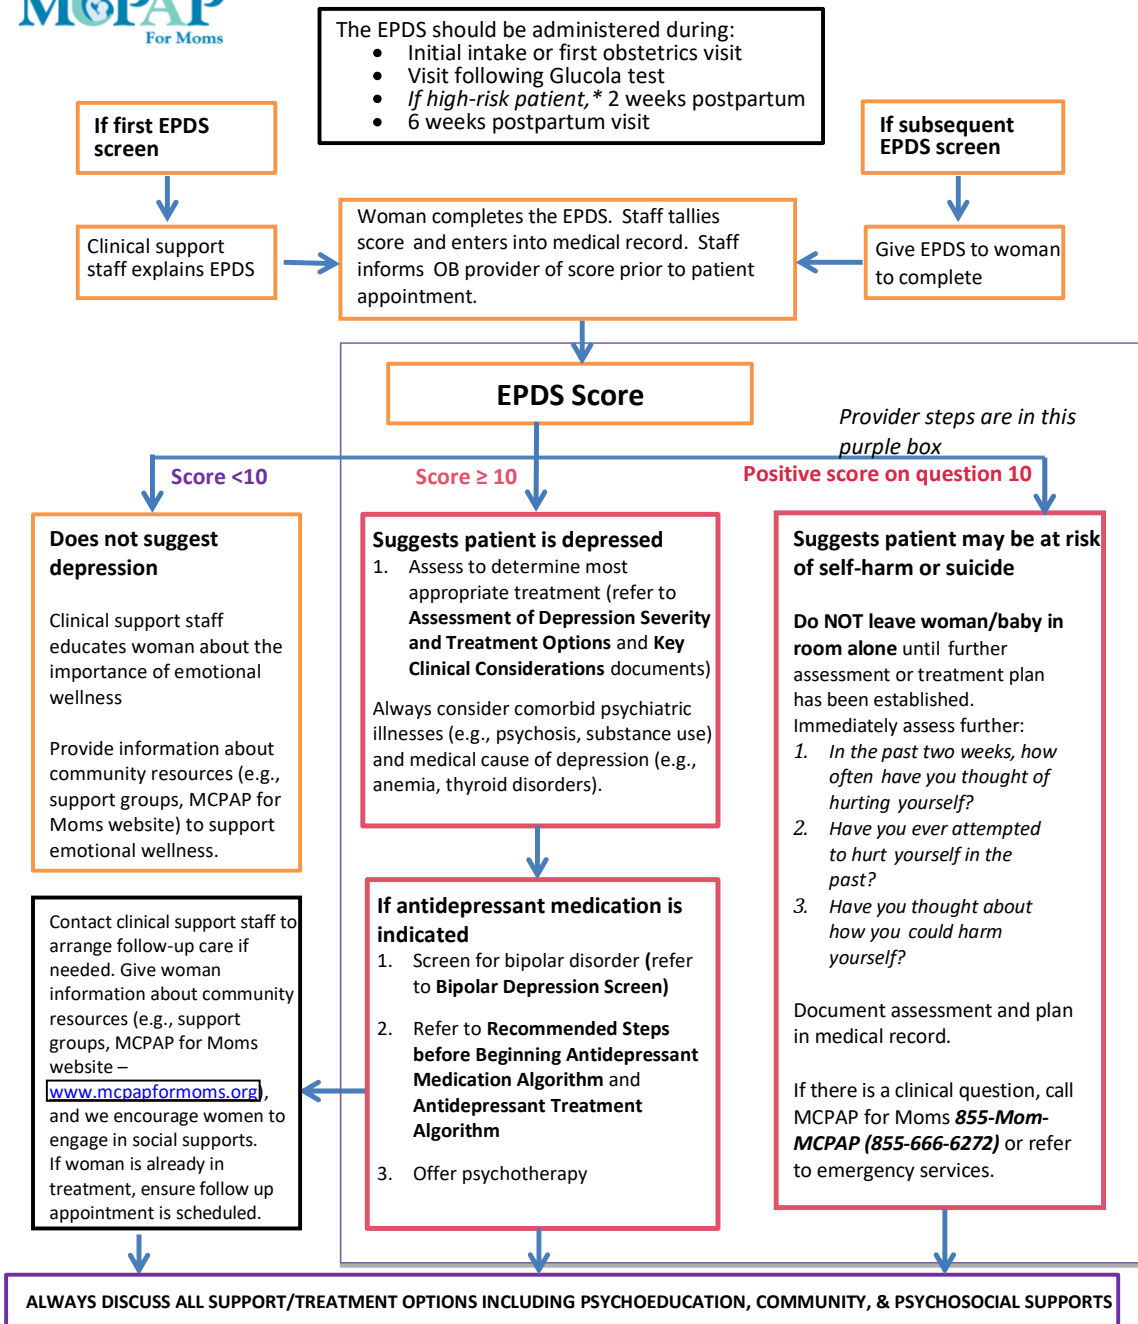 MCPAP
For Moms
The EPDS should be administered during:
• Initial intake or first obstetrics visit
• Visit following Glucola test
• If high-risk patient,* 2 weeks postpartum
• 6 weeks postpartum visit
If first EPDS
screen
If subsequent
EPDS screen
Clinical support
staff explains EPDS
Woman completes the EPDS. Staff tallies
score and enters into medical record. Staff
informs OB provider of score prior to patient
appointment.
Give EPDS to woman
to complete
EPDS Score
Provider steps are in this
purple box
Score <10
Score ≥ 10
Positive score on question 10
Does not suggest
depression
Clinical support staff
educates woman about the
importance of emotional
wellness
Provide information about
community resources (e.g.,
support groups, MCPAP for
Moms website) to support
emotional wellness.
Suggests patient is depressed
1. Assess to determine most
appropriate treatment (refer to
Assessment of Depression Severity
and Treatment Options and Key
Clinical Considerations documents)
Always consider comorbid psychiatric
illnesses (e.g., psychosis, substance use)
and medical cause of depression (e.g.,
anemia, thyroid disorders).
Suggests patient may be at risk
of self-harm or suicide
Do NOT leave woman/baby in
room alone until further
assessment or treatment plan
has been established.
Immediately assess further:
1. In the past two weeks, how
often have you thought of
hurting yourself?
2. Have you ever attempted
to hurt yourself in the
past?
3. Have you thought about
how you could harm
yourself?
Document assessment and plan
in medical record.
If there is a clinical question, call
MCPAP for Moms 855-Mom-
MCPAP (855-666-6272) or refer
to emergency services.
Contact clinical support staff to
arrange follow-up care if
needed. Give woman
information about community
resources (e.g., support
groups, MCPAP for Moms
website –
www.mcpapformoms.org),
and we encourage women to
engage in social supports.
If woman is already in
treatment, ensure follow up
appointment is scheduled.
If antidepressant medication is
indicated
1. Screen for bipolar disorder (refer
to Bipolar Depression Screen)
2. Refer to Recommended Steps
before Beginning Antidepressant
Medication Algorithm and
Antidepressant Treatment
Algorithm
3. Offer psychotherapy
ALWAYS DISCUSS ALL SUPPORT/TREATMENT OPTIONS INCLUDING PSYCHOEDUCATION, COMMUNITY, & PSYCHOSOCIAL SUPPORTS